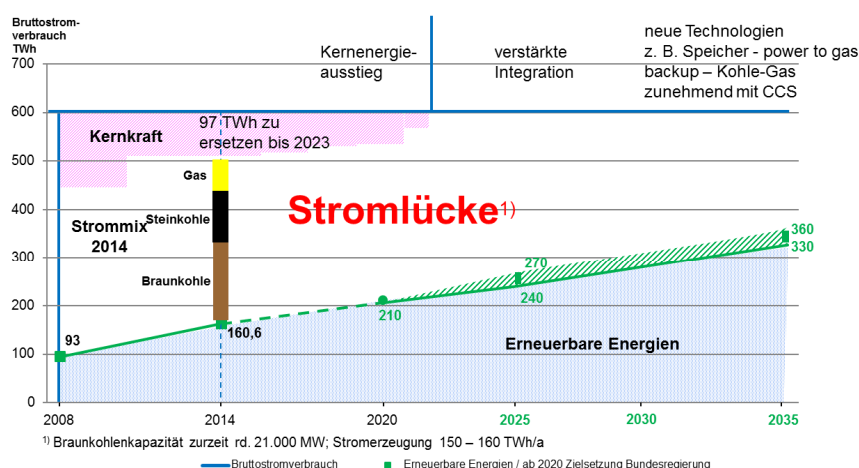 Bruttostrom-
verbrauch
TWh
Kernenergie-
ausstieg
verstärkte
Integration
neue Technologien
z. B. Speicher - power to gas
backup – Kohle-Gas
zunehmend mit CCS
700
600
500
400
300
200
100
0
Kernkraft
97 TWh zu
ersetzen bis 2023
Gas
Steinkohle
Braunkohle
Strommix
2014
Stromlücke1)
93
160,6
210
270
240
360
330
Erneuerbare Energien
2008 2014 2020 2025 2030 2035
1) Braunkohlenkapazität zurzeit rd. 21.000 MW; Stromerzeugung 150 – 160 TWh/a
Bruttostromverbrauch Erneuerbare Energien / ab 2020 Zielsetzung Bundesregierung